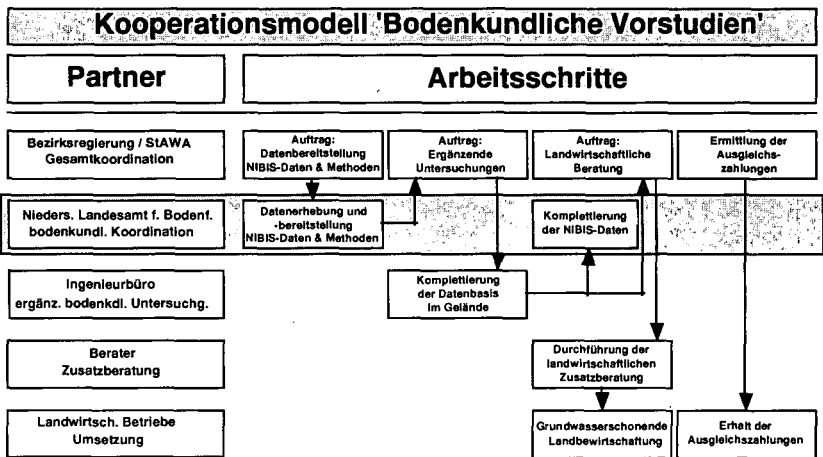 Kooperationsmodell 'Bodenkundliche Vorstudien'
Partner
Arbeitsschritte
Bezirksregierung / StAWA
Gesamtkoordination
Auftrag:
Datenbereitstellung
NIBIS-Daten & Methoden
Auftrag:
Ergänzende
Untersuchungen
Auftrag:
Landwirtschaftliche
Beratung
Ermittlung der
Ausgleichs-
zahlungen
Nieders. Landesamt f. Bodenf.
bodenkundl. Koordination
Datenerhebung und
-bereitstellung
NIBIS-Daten & Methoden
Komplettierung
der NIBIS-Daten
Ingenieurbüro
ergänz. bodenkdl. Untersuchg.
Komplettierung
der Datenbasis
im Gelände
Berater
Zusatzberatung
Durchführung der
landwirtschaftlichen
Zusatzberatung
Landwirtsch. Betriebe
Umsetzung
Grundwasserschonende
Landbewirtschaftung
Erhalt der
Ausgleichszahlungen